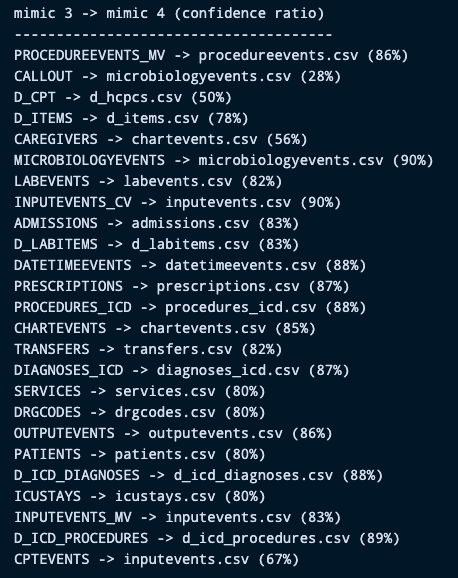 mimic 3 -> mimic 4 (confidence ratio)
--------------------------------------
PROCEDUREEVENTS_MV -> procedureevents.csv (86%)
CALLOUT -> microbiologyevents.csv (28%)
D_CPT -> d_hcpcs.csv (50%)
D_ITEMS -> d_items.csv (78%)
CAREGIVERS -> chartevents.csv (56%)
MICROBIOLOGYEVENTS -> microbiologyevents.csv (90%)
LABEVENTS -> labevents.csv (82%)
INPUTEVENTS_CV -> inputevents.csv (90%)
ADMISSIONS -> admissions.csv (83%)
D_LABITEMS -> d_labitems.csv (83%)
DATETIMEEVENTS -> datetimeevents.csv (88%)
PRESCRIPTIONS -> prescriptions.csv (87%)
PROCEDURES_ICD -> procedures_icd.csv (88%)
CHARTEVENTS -> chartevents.csv (85%)
TRANSFERS -> transfers.csv (82%)
DIAGNOSES_ICD -> diagnoses_icd.csv (87%)
SERVICES -> services.csv (80%)
DRGCODES -> drgcodes.csv (80%)
OUTPUTEVENTS -> outputevents.csv (86%)
PATIENTS -> patients.csv (80%)
D_ICD_DIAGNOSES -> d_icd_diagnoses.csv (88%)
ICUSTAYS -> icustays.csv (80%)
INPUTEVENTS_MV -> inputevents.csv (83%)
D_ICD_PROCEDURES -> d_icd_procedures.csv (89%)
CPTEVENTS -> inputevents.csv (67%)